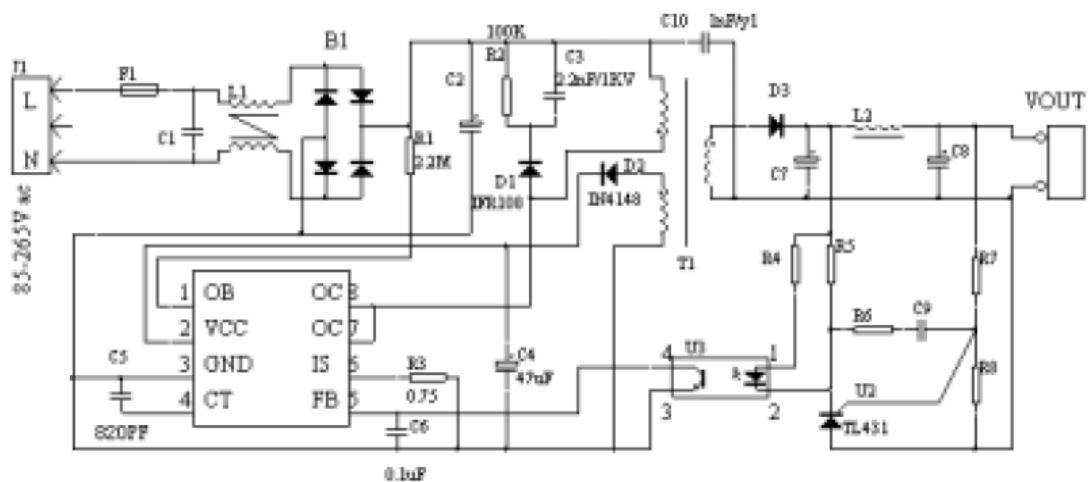 C10 1nF/y1
100K
B1
J1
F1
R2
C3
C2
2.2nF/1KV
L
L1
D3
VOUT
L2
C1
R1
N
2.2M
D1
D2
C7
C8
1N4148
85-265V ac
T1
R4
R5
R7
1 OB OC 8
2 VCC OC 7
R6
C9
C5
3 GND IS 6
R3
C4
4
U3
1
0.75
47uF
R8
4 CT FB 5
U2
3
2
820PF
C6
TL431
0.1uF